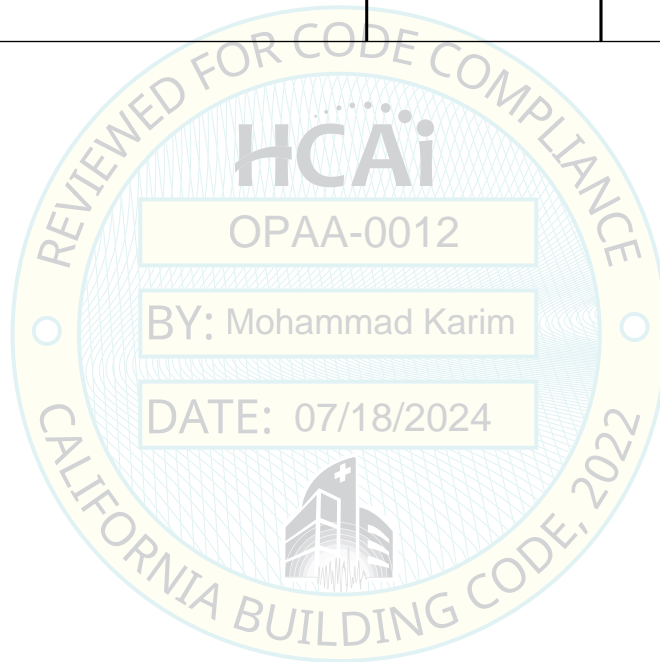 REVIEWED FOR CODE COMPLIANCE
HCAi
OPAA-0012
BY: Mohammad Karim
DATE: 07/18/2024
CALIFORNIA BUILDING CODE, 2022